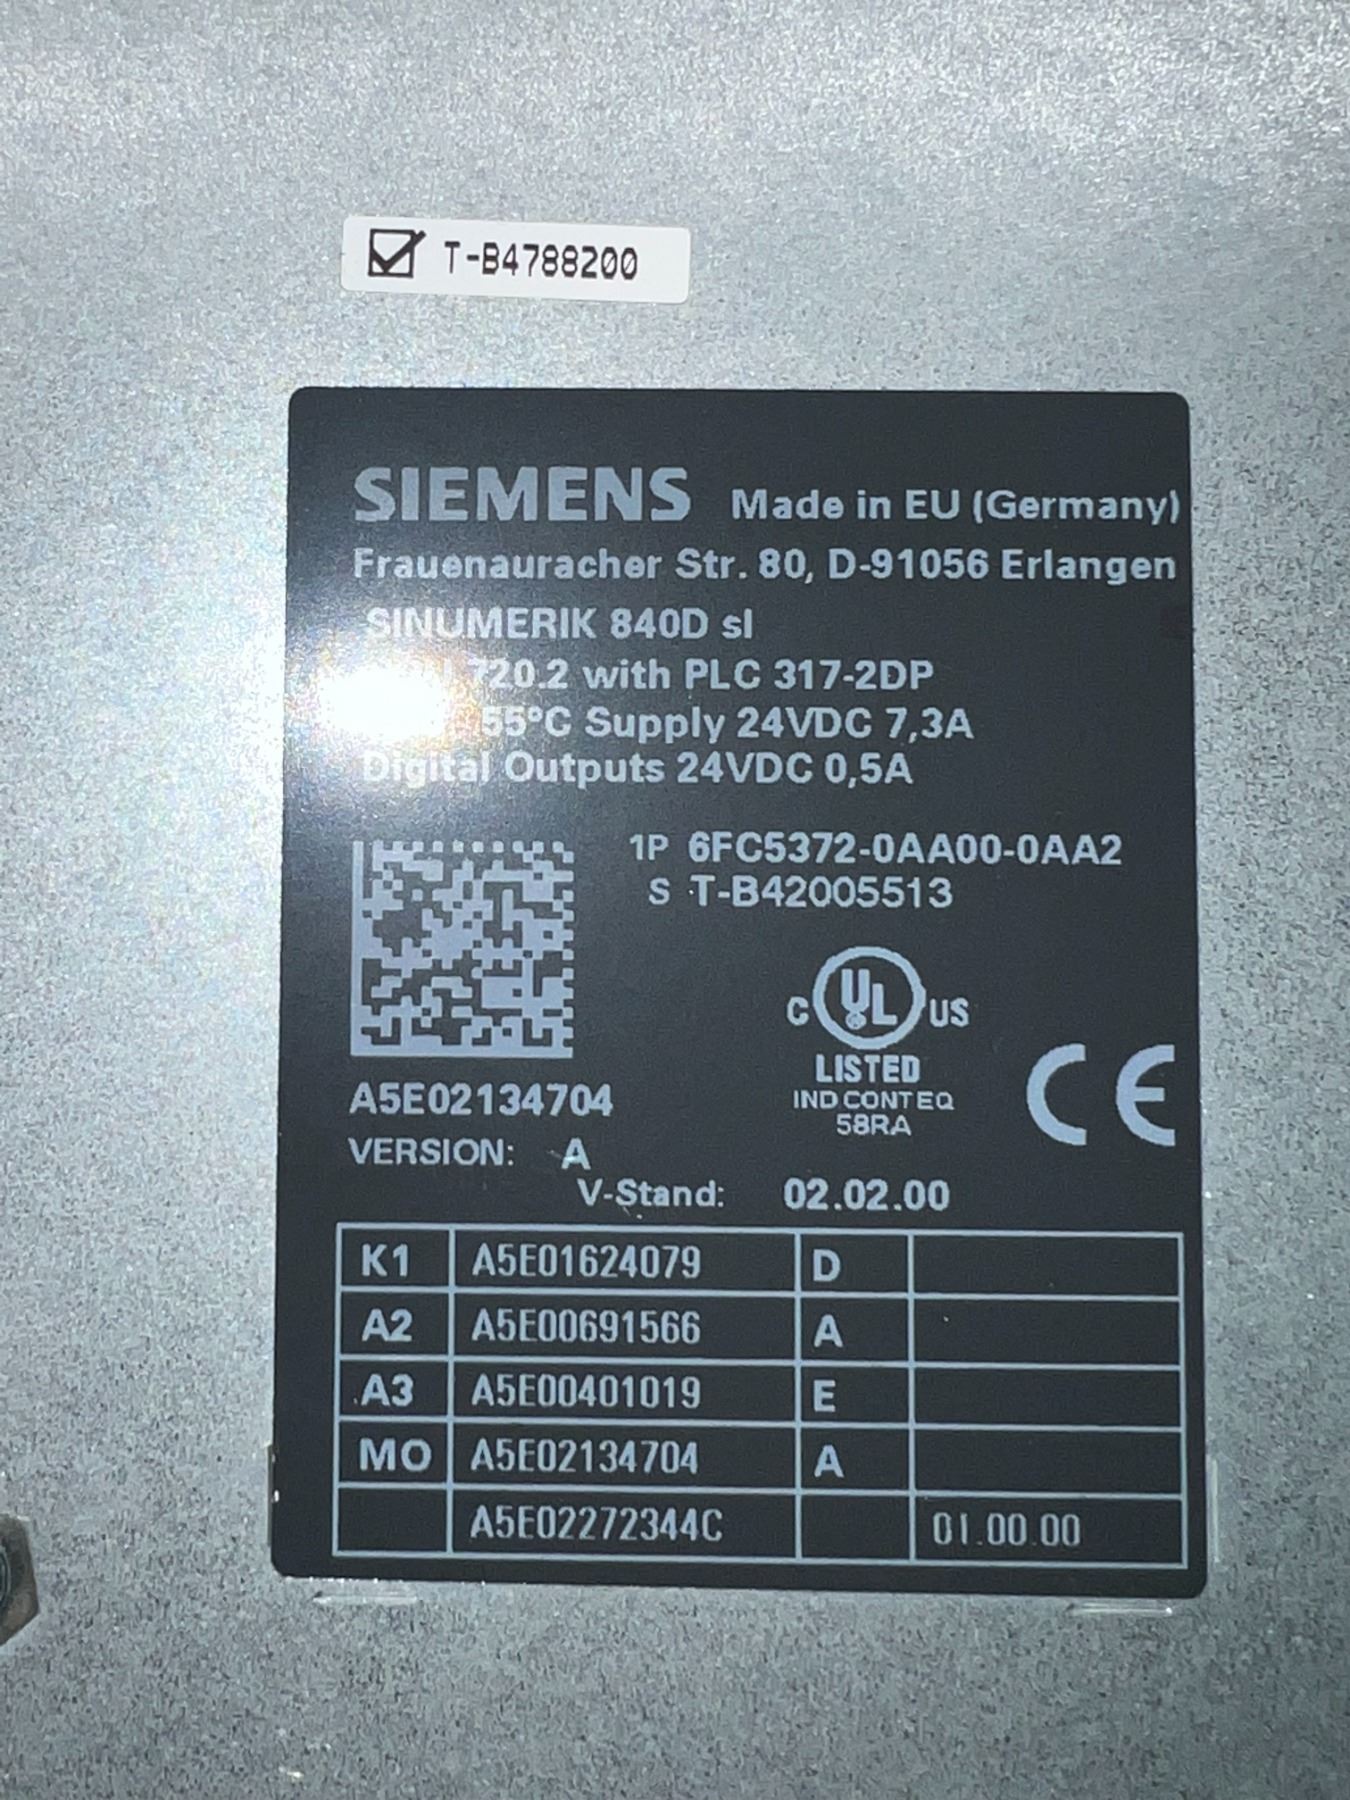 T-B4788200
SIEMENS Made in EU (Germany)
Frauenauracher Str. 80, D-91056 Erlangen
SINUMERIK 840D sl
720.2 with PLC 317-2DP
55°C Supply 24VDC 7,3A
Digital Outputs 24VDC 0,5A
1P 6FC5372-0AA00-0AA2
S T-B42005513
C UL US
LISTED
IND CONT EQ
58RA
CE
A5E02134704
VERSION: A
V-Stand: 02.02.00
K1 A5E01624079 D
A2 A5E00691566 A
A3 A5E00401019 E
MO A5E02134704 A
A5E02272344C 01.00.00